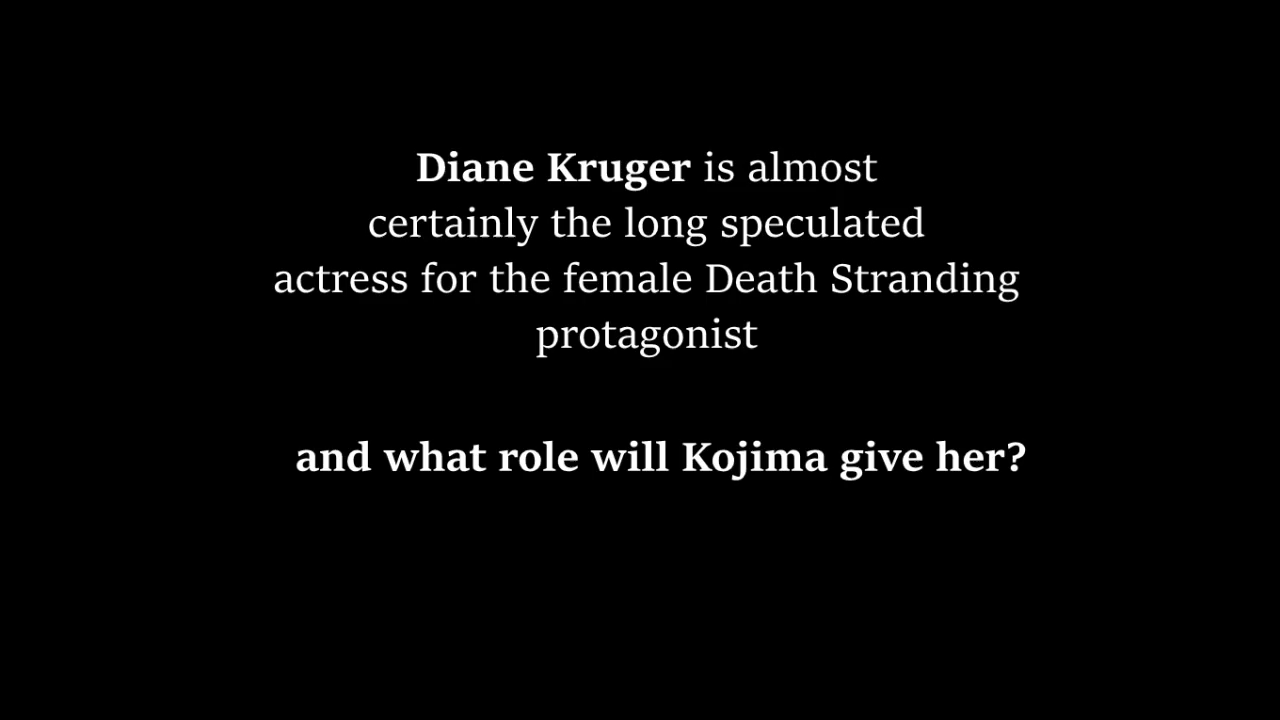 Diane Kruger is almost
certainly the long speculated
actress for the female Death Stranding
protagonist
and what role will Kojima give her?